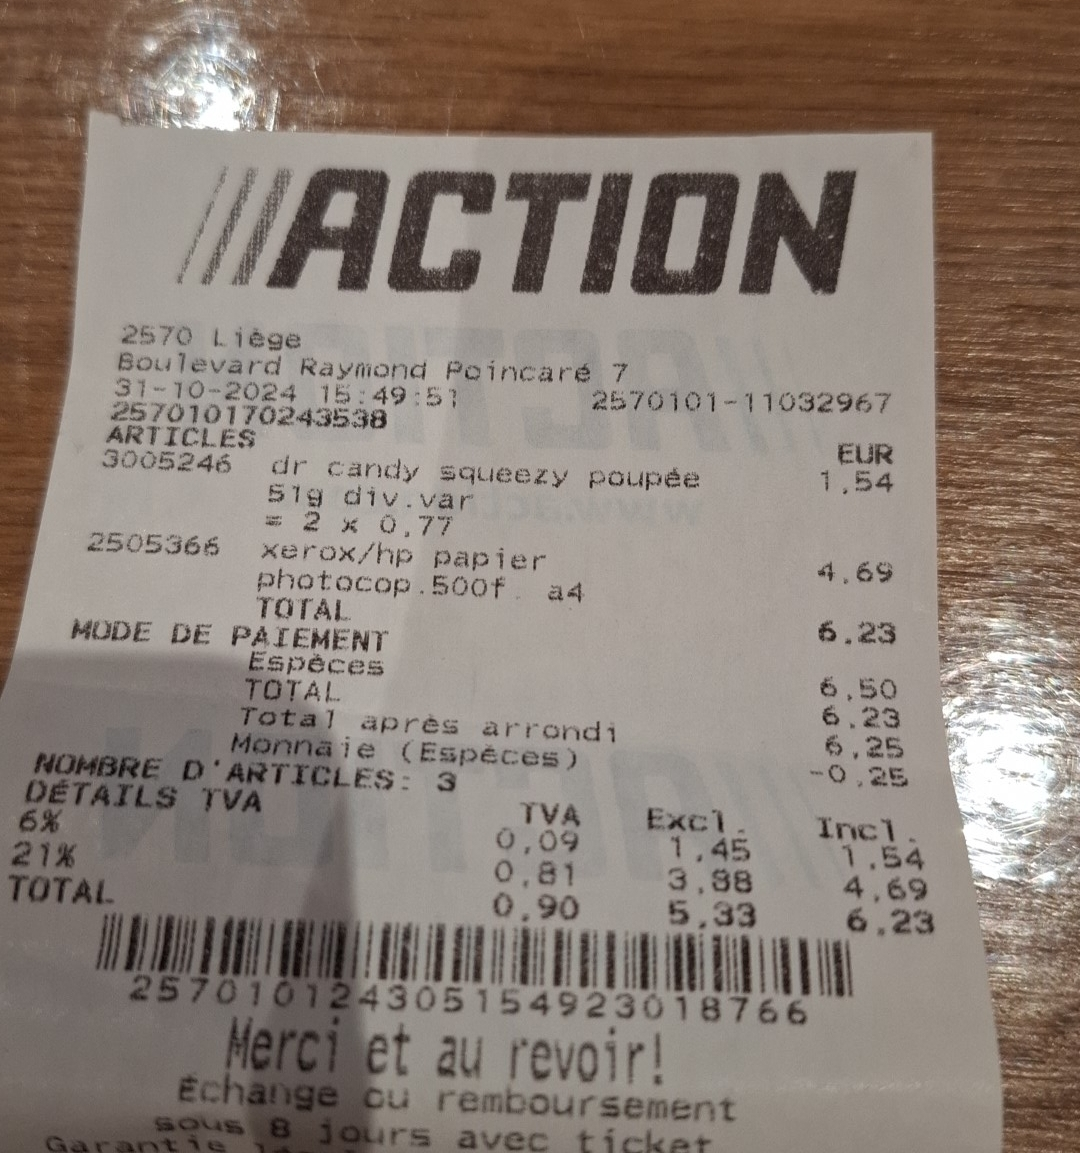 ///ACTION
2570 Liège
Boulevard Raymond Poincaré 7
31-10-2024 15:49:51 2570101-11032967
257010170243538
ARTICLES EUR
3005246 dr candy squeezy poupée 1,54
51g div.var
= 2 x 0,77
2505366 xerox/hp papier 4,69
photocop.500f. a4
TOTAL 6,23
MODE DE PAIEMENT
Espèces 6,50
TOTAL 6,23
Total après arrondi 6,25
Monnaie (Espèces) -0,25
NOMBRE D'ARTICLES: 3
DÉTAILS TVA TVA Excl. Incl.
6% 0,09 1,45 1,54
21% 0,81 3,88 4,69
TOTAL 0,90 5,33 6,23
257010124305154923018766
Merci et au revoir!
Échange ou remboursement
sous 8 jours avec ticket
Garantie